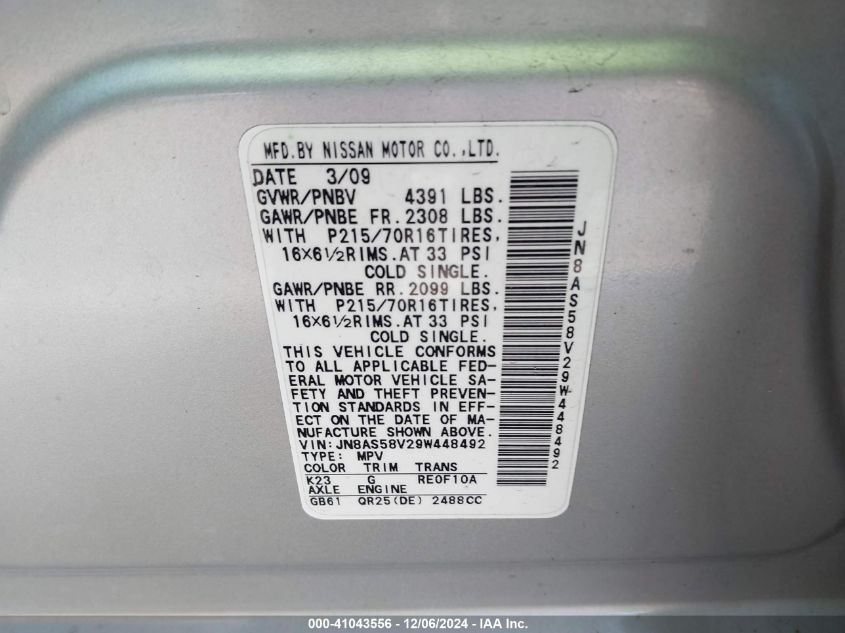 MFD.BY NISSAN MOTOR CO.,LTD.
DATE 3/09
GVWR/PNBV 4391 LBS.
GAWR/PNBE FR. 2308 LBS.
WITH P215/70R16TIRES,
16X6½RIMS.AT 33 PSI
COLD SINGLE.
GAWR/PNBE RR. 2099 LBS.
WITH P215/70R16TIRES,
16X6½RIMS.AT 33 PSI
COLD SINGLE.
THIS VEHICLE CONFORMS
TO ALL APPLICABLE FED-
ERAL MOTOR VEHICLE SA-
FETY AND THEFT PREVEN-
TION STANDARDS IN EFF-
ECT ON THE DATE OF MA-
NUFACTURE SHOWN ABOVE.
VIN:JN8AS58V29W448492
TYPE: MPV
COLOR TRIM TRANS
K23 G RE0F10A
AXLE ENGINE
GB61 QR25(DE) 2488CC
JN8AS58V29W448492
000-41043556 - 12/06/2024 - IAA Inc.